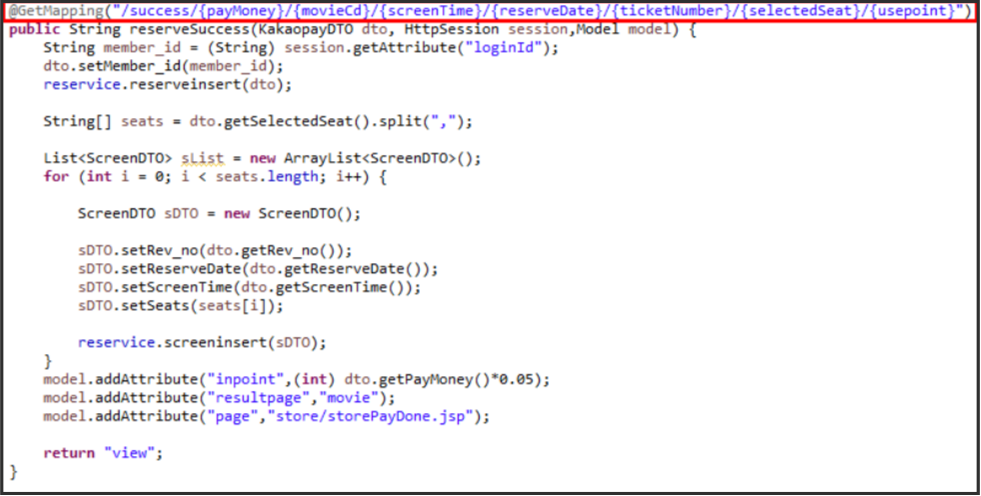 @GetMapping("/success/{payMoney}/{movieCd}/{screenTime}/{reserveDate}/{ticketNumber}/{selectedSeat}/{usepoint}")
public String reserveSuccess(KakaopayDTO dto, HttpSession session,Model model) {
String member_id = (String) session.getAttribute("loginId");
dto.setMember_id(member_id);
reservice.reserveinsert(dto);
String[] seats = dto.getSelectedSeat().split(",");
List<ScreenDTO> sList = new ArrayList<ScreenDTO>();
for (int i = 0; i < seats.length; i++) {
ScreenDTO sDTO = new ScreenDTO();
sDTO.setRev_no(dto.getRev_no());
sDTO.setReserveDate(dto.getReserveDate());
sDTO.setScreenTime(dto.getScreenTime());
sDTO.setSeats(seats[i]);
reservice.screeninsert(sDTO);
}
model.addAttribute("inpoint",(int) dto.getPayMoney()*0.05);
model.addAttribute("resultpage","movie");
model.addAttribute("page","store/storePayDone.jsp");
return "view";
}